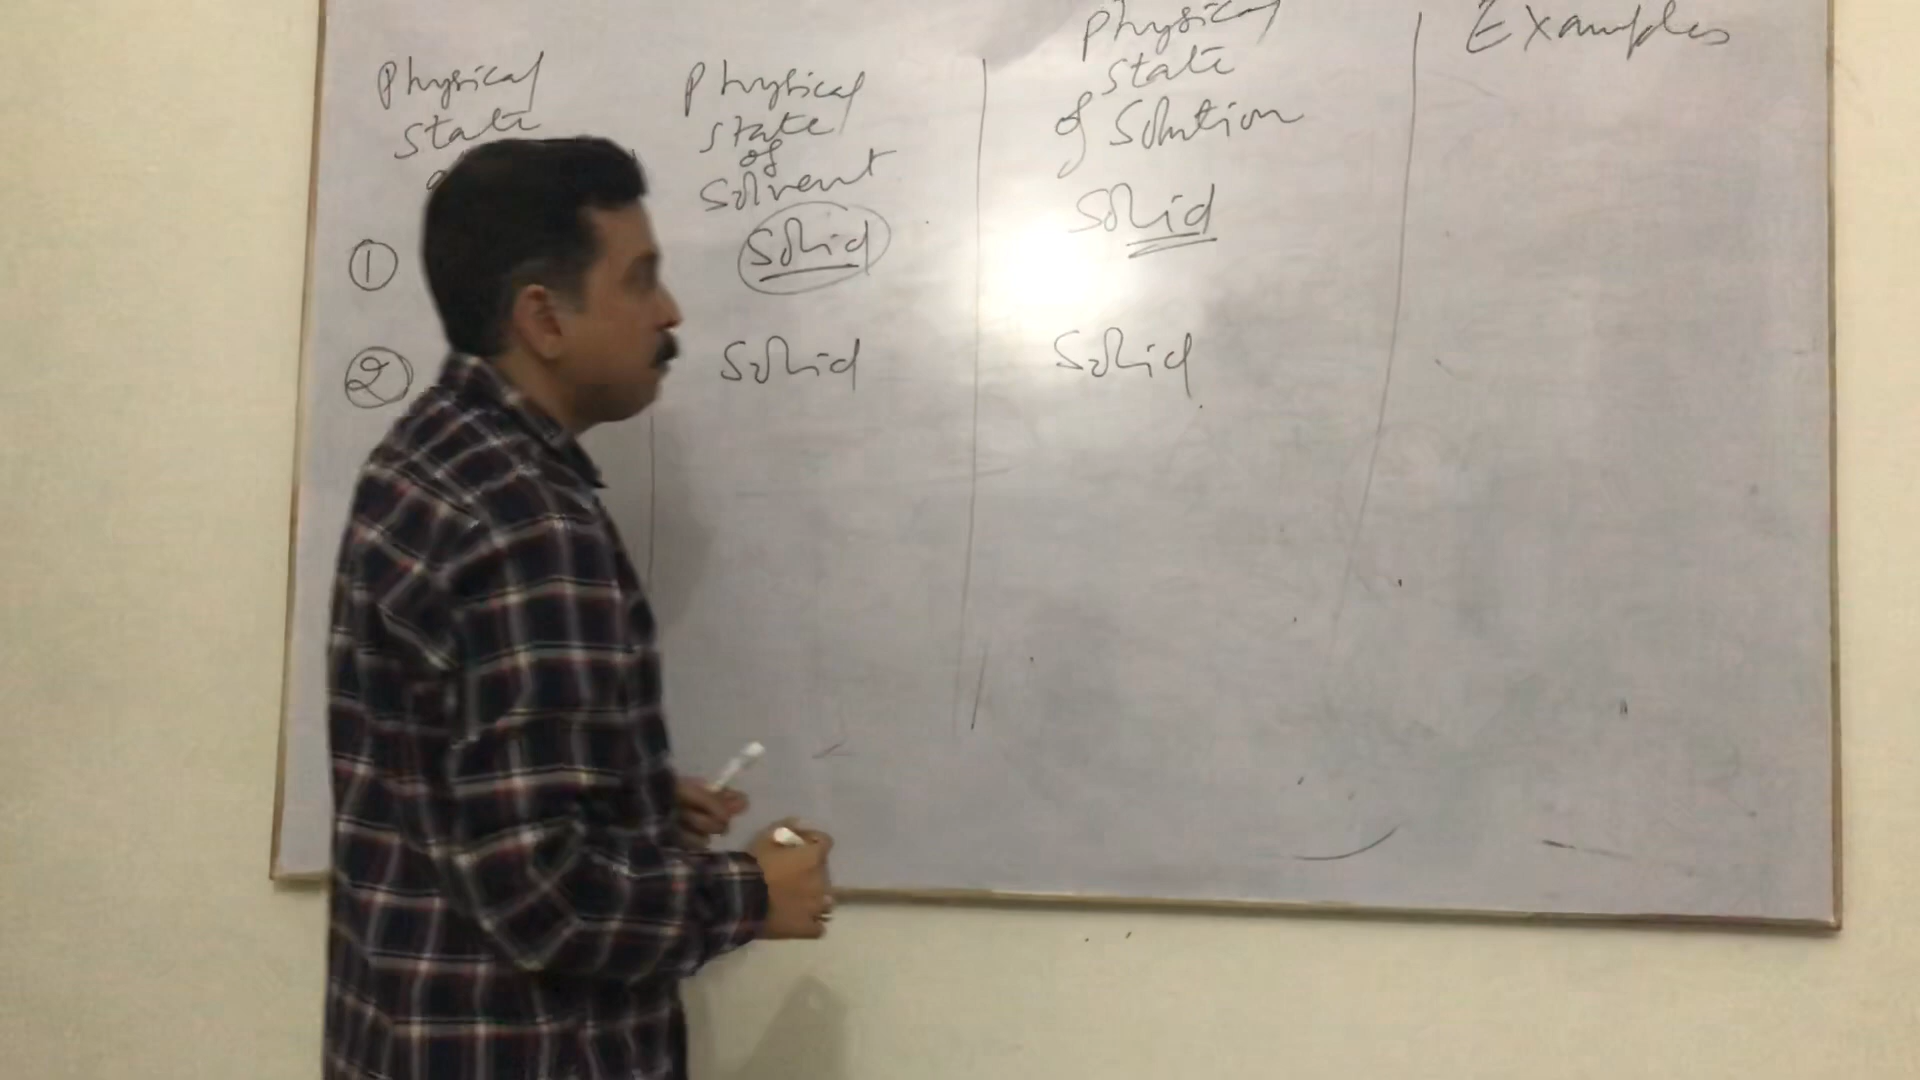 Physical
state
Physical
state
of
Solvent
Physical
state
of Solution
Examples
①
Solid
Solid
②
Solid
Solid